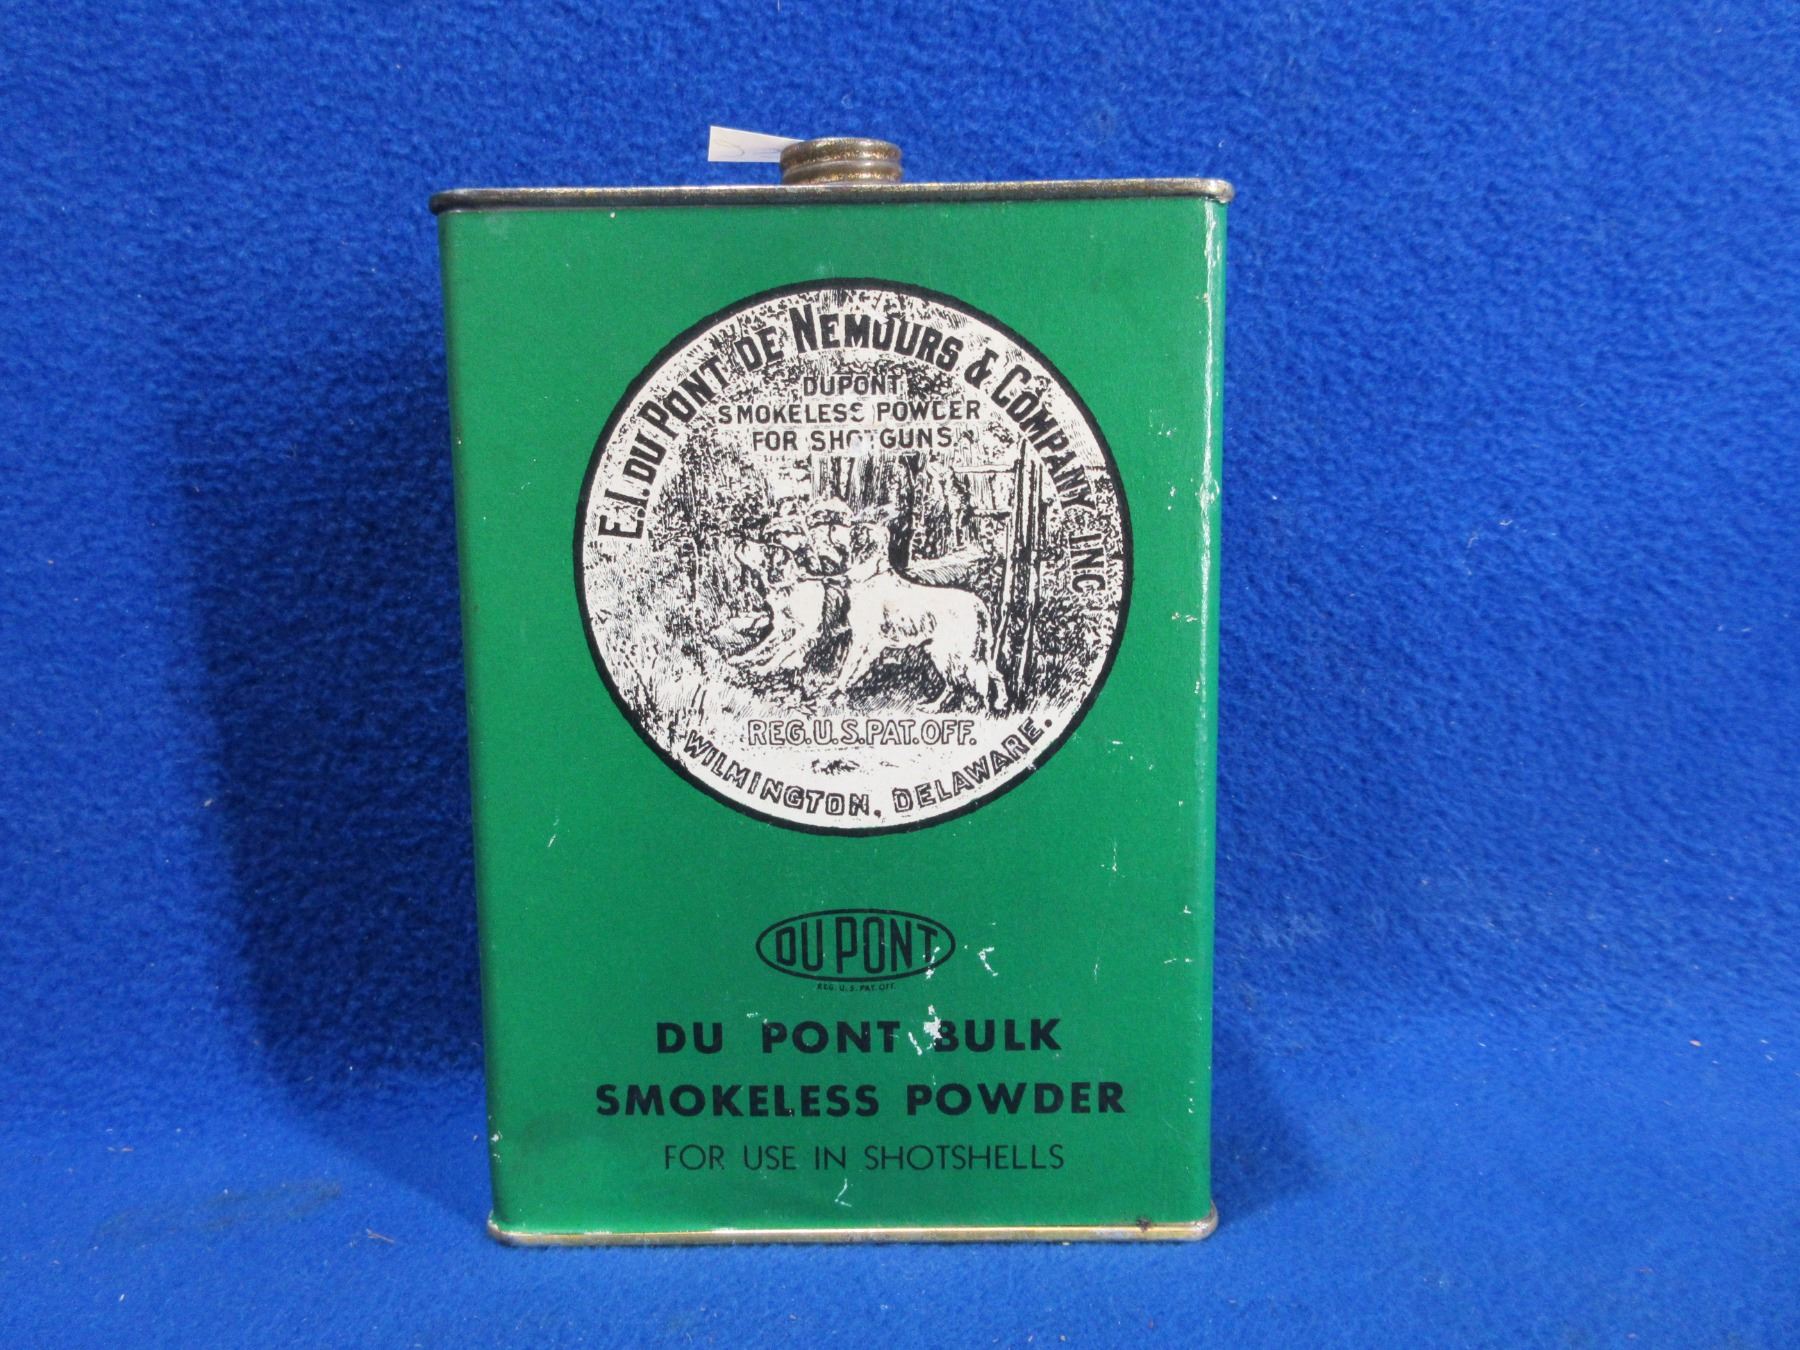 E.I. DU PONT DE NEMOURS & COMPANY, INC.
DUPONT
SMOKELESS POWDER
FOR SHOTGUNS.
REG. U.S. PAT. OFF.
WILMINGTON, DELAWARE.
DU PONT
REG. U.S. PAT. OFF.
DU PONT BULK
SMOKELESS POWDER
FOR USE IN SHOTSHELLS